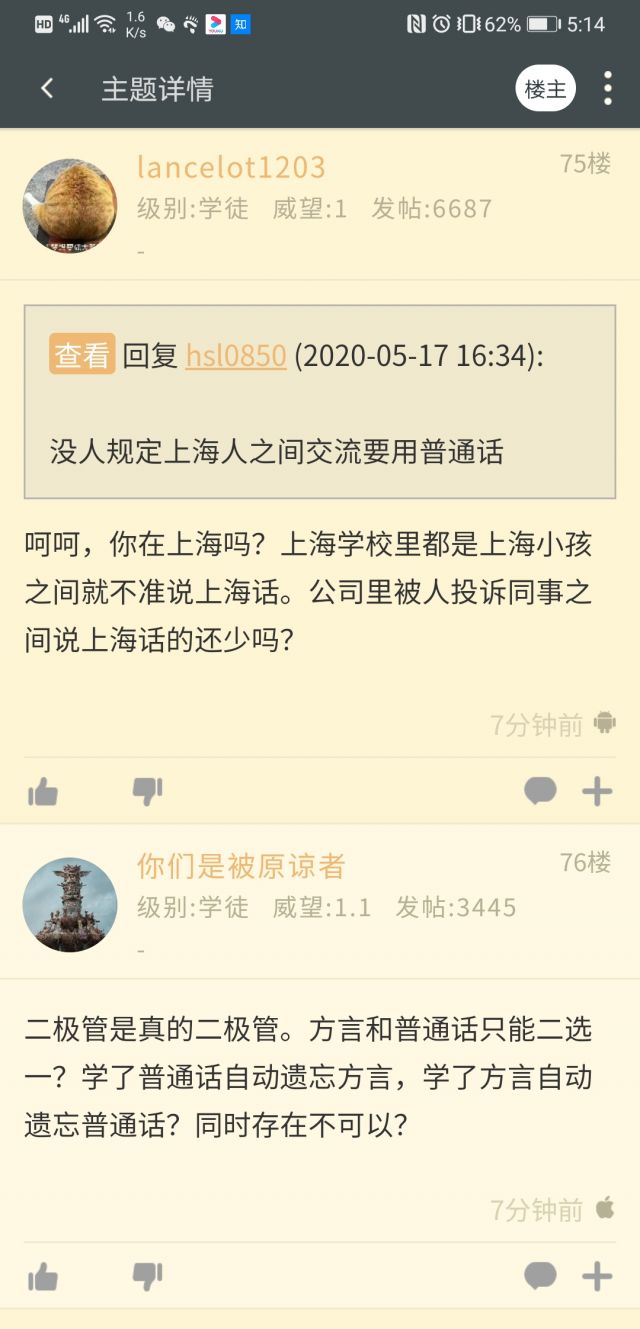 HD 4G 1.6 K/s YOUKU 知 62% 5:14
主题详情 楼主
lancelot1203 75楼
级别:学徒 威望:1 发帖:6687
-
查看 回复 hsl0850 (2020-05-17 16:34):
没人规定上海人之间交流要用普通话
呵呵，你在上海吗？上海学校里都是上海小孩
之间就不准说上海话。公司里被人投诉同事之
间说上海话的还少吗？
7分钟前
你们是被原谅者 76楼
级别:学徒 威望:1.1 发帖:3445
-
二极管是真的二极管。方言和普通话只能二选
一？学了普通话自动遗忘方言，学了方言自动
遗忘普通话？同时存在不可以？
7分钟前